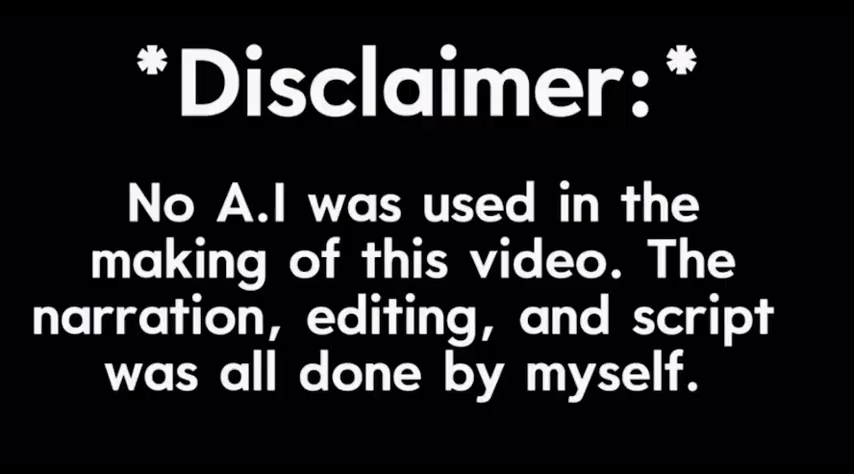 *Disclaimer:*
No A.I was used in the
making of this video. The
narration, editing, and script
was all done by myself.